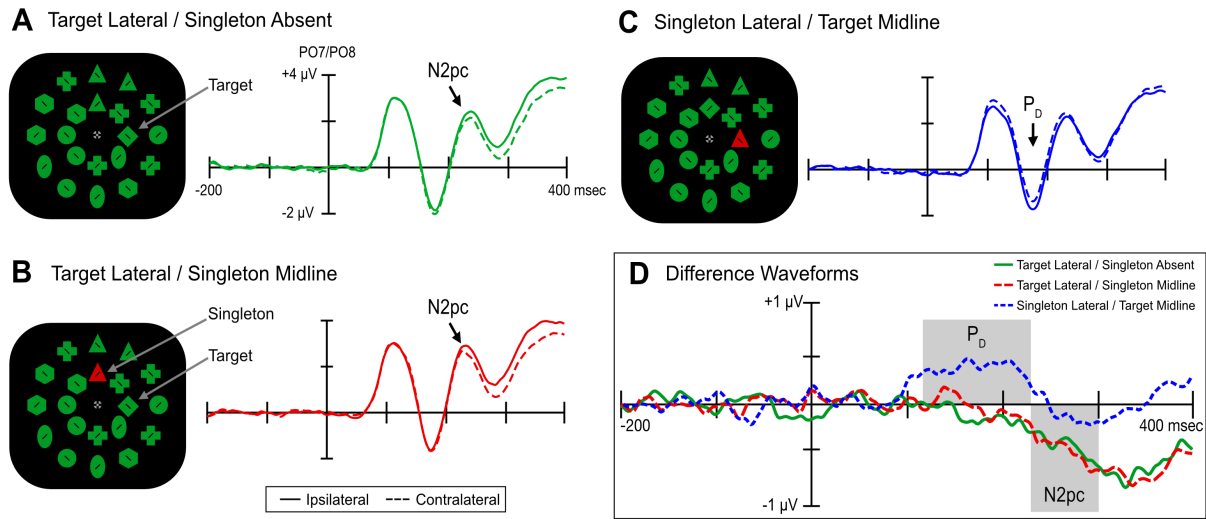 A Target Lateral / Singleton Absent
PO7/PO8
+4 µV
N2pc
Target
-200
400 msec
-2 µV
B Target Lateral / Singleton Midline
Singleton
Target
N2pc
Ipsilateral
Contralateral
C Singleton Lateral / Target Midline
PD
D Difference Waveforms
Target Lateral / Singleton Absent
Target Lateral / Singleton Midline
Singleton Lateral / Target Midline
+1 µV
PD
-200
400 msec
N2pc
-1 µV